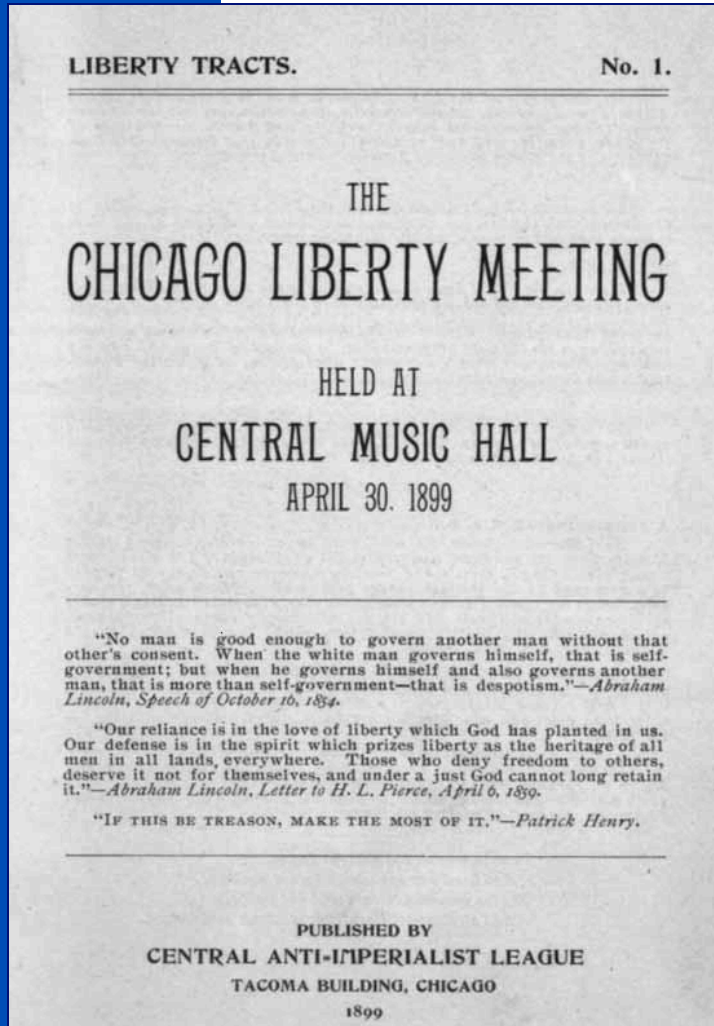 LIBERTY TRACTS. No. 1.
THE
CHICAGO LIBERTY MEETING
HELD AT
CENTRAL MUSIC HALL
APRIL 30. 1899
"No man is good enough to govern another man without that
other's consent. When the white man governs himself, that is self-
government; but when he governs himself and also governs another
man, that is more than self-government—that is despotism."—Abraham
Lincoln, Speech of October 16, 1854.
"Our reliance is in the love of liberty which God has planted in us.
Our defense is in the spirit which prizes liberty as the heritage of all
men in all lands, everywhere. Those who deny freedom to others,
deserve it not for themselves, and under a just God cannot long retain
it."—Abraham Lincoln, Letter to H. L. Pierce, April 6, 1859.
"IF THIS BE TREASON, MAKE THE MOST OF IT."—Patrick Henry.
PUBLISHED BY
CENTRAL ANTI-IMPERIALIST LEAGUE
TACOMA BUILDING, CHICAGO
1899